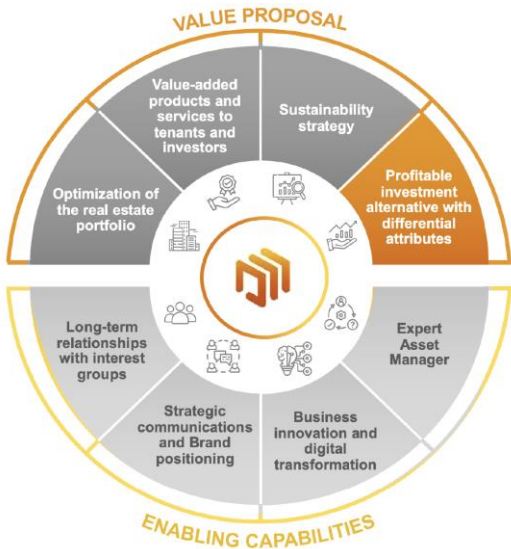 VALUE PROPOSAL
Optimization of
the real estate
portfolio
Value-added
products and
services to
tenants and
investors
Sustainability
strategy
Profitable
investment
alternative with
differential
attributes
Long-term
relationships
with interest
groups
Strategic
communications
and Brand
positioning
Business
innovation and
digital
transformation
Expert
Asset
Manager
ENABLING CAPABILITIES